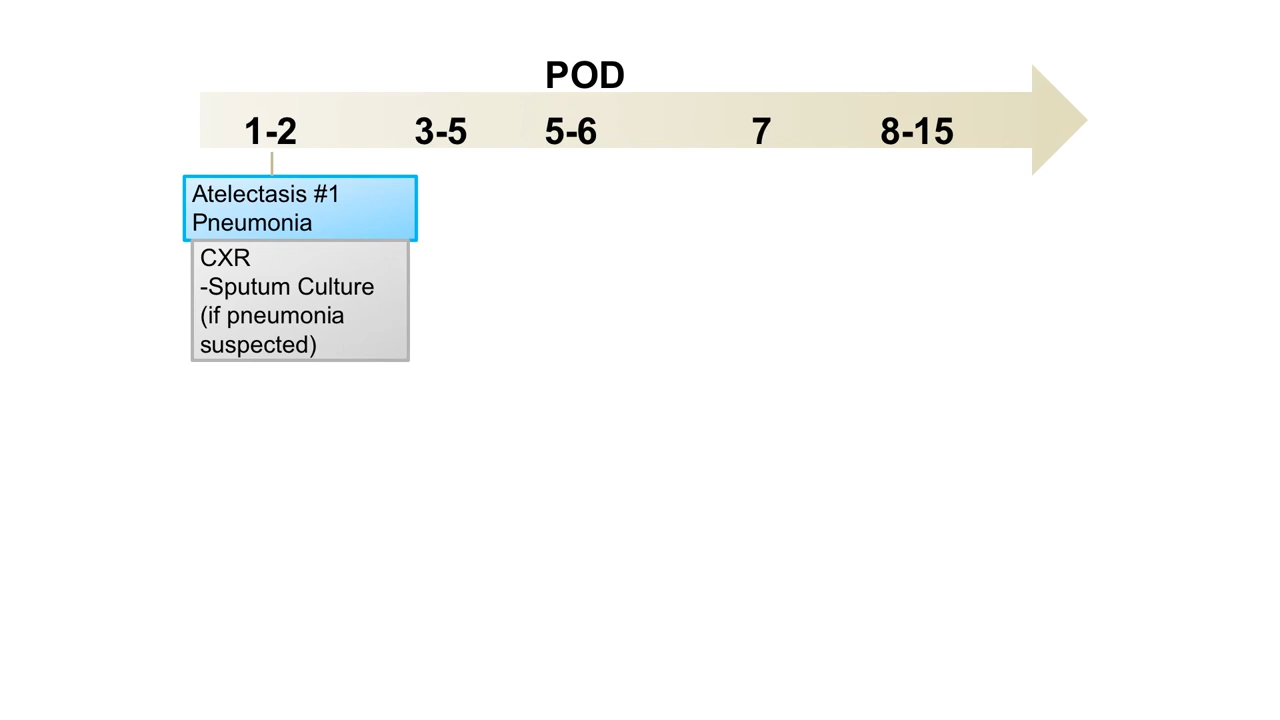 POD
1-2 3-5 5-6 7 8-15
Atelectasis #1
Pneumonia
CXR
-Sputum Culture
(if pneumonia
suspected)